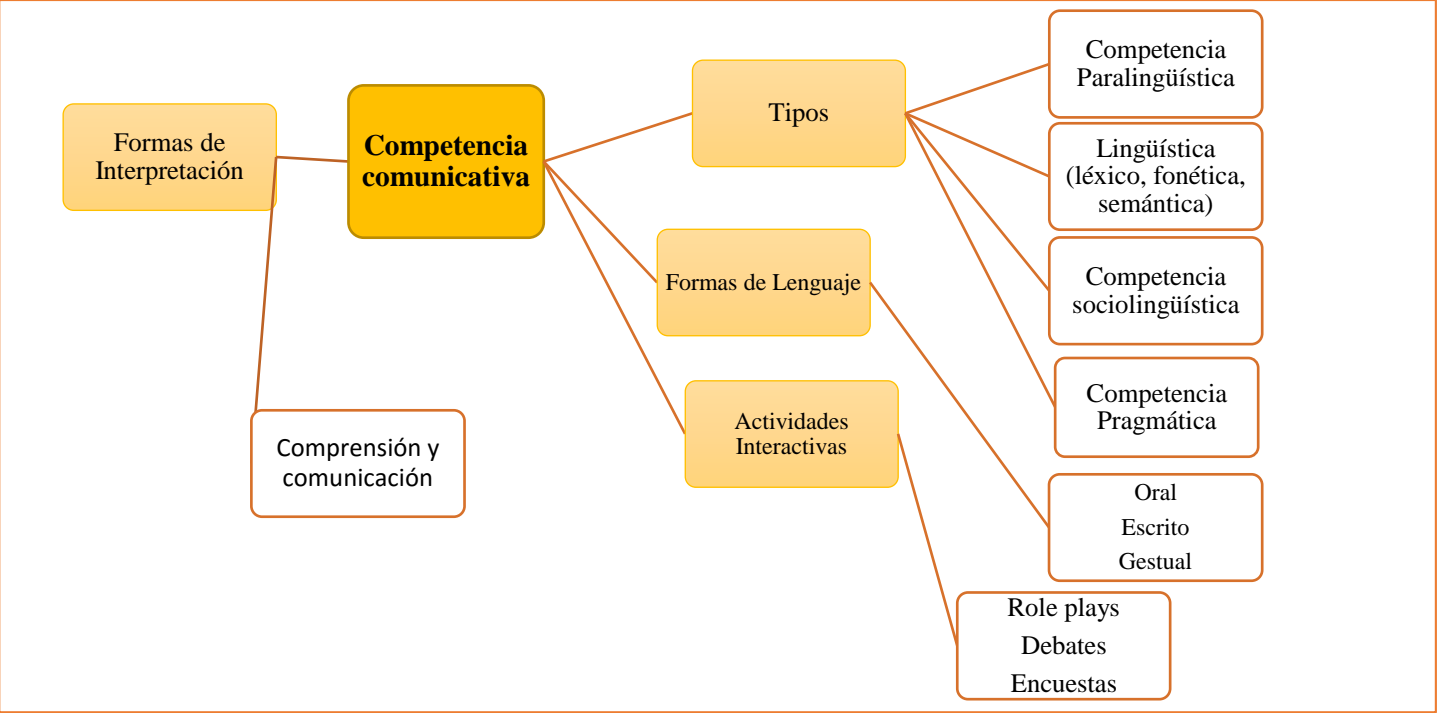 Formas de
Interpretación
Competencia
comunicativa
Comprensión y
comunicación
Tipos
Formas de Lenguaje
Actividades
Interactivas
Competencia
Paralingüística
Lingüística
(léxico, fonética,
semántica)
Competencia
sociolingüística
Competencia
Pragmática
Oral
Escrito
Gestual
Role plays
Debates
Encuestas